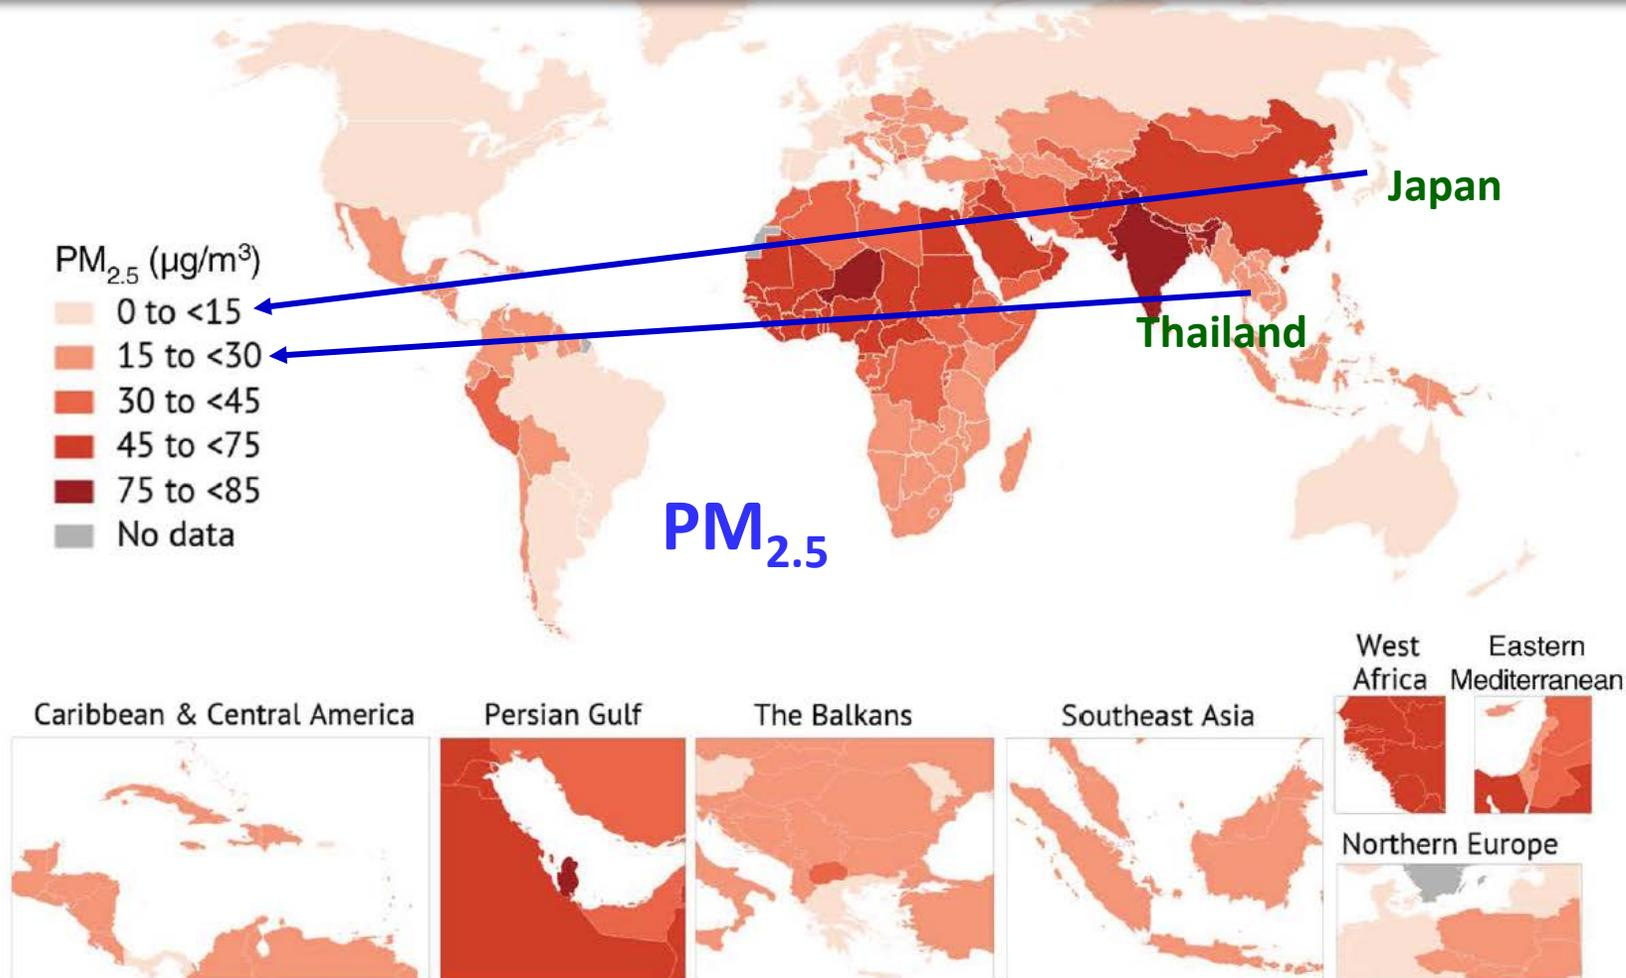 Japan
PM2.5 (µg/m³)
0 to <15
15 to <30
30 to <45
45 to <75
75 to <85
No data
Thailand
PM2.5
West
Africa
Eastern
Mediterranean
Caribbean & Central America
Persian Gulf
The Balkans
Southeast Asia
Northern Europe